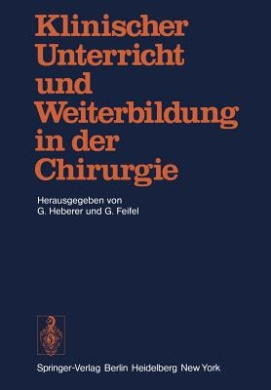 Klinischer
Unterricht und
Weiterbildung
in der
Chirurgie
Herausgegeben von
G. Heberer und G. Feifel
Springer-Verlag Berlin Heidelberg New York